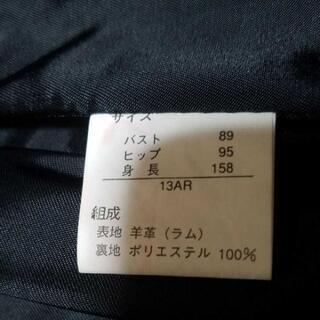 サイズ
バスト 89
ヒップ 95
身長 158
13AR
組成
表地 羊革（ラム）
裏地 ポリエステル 100%